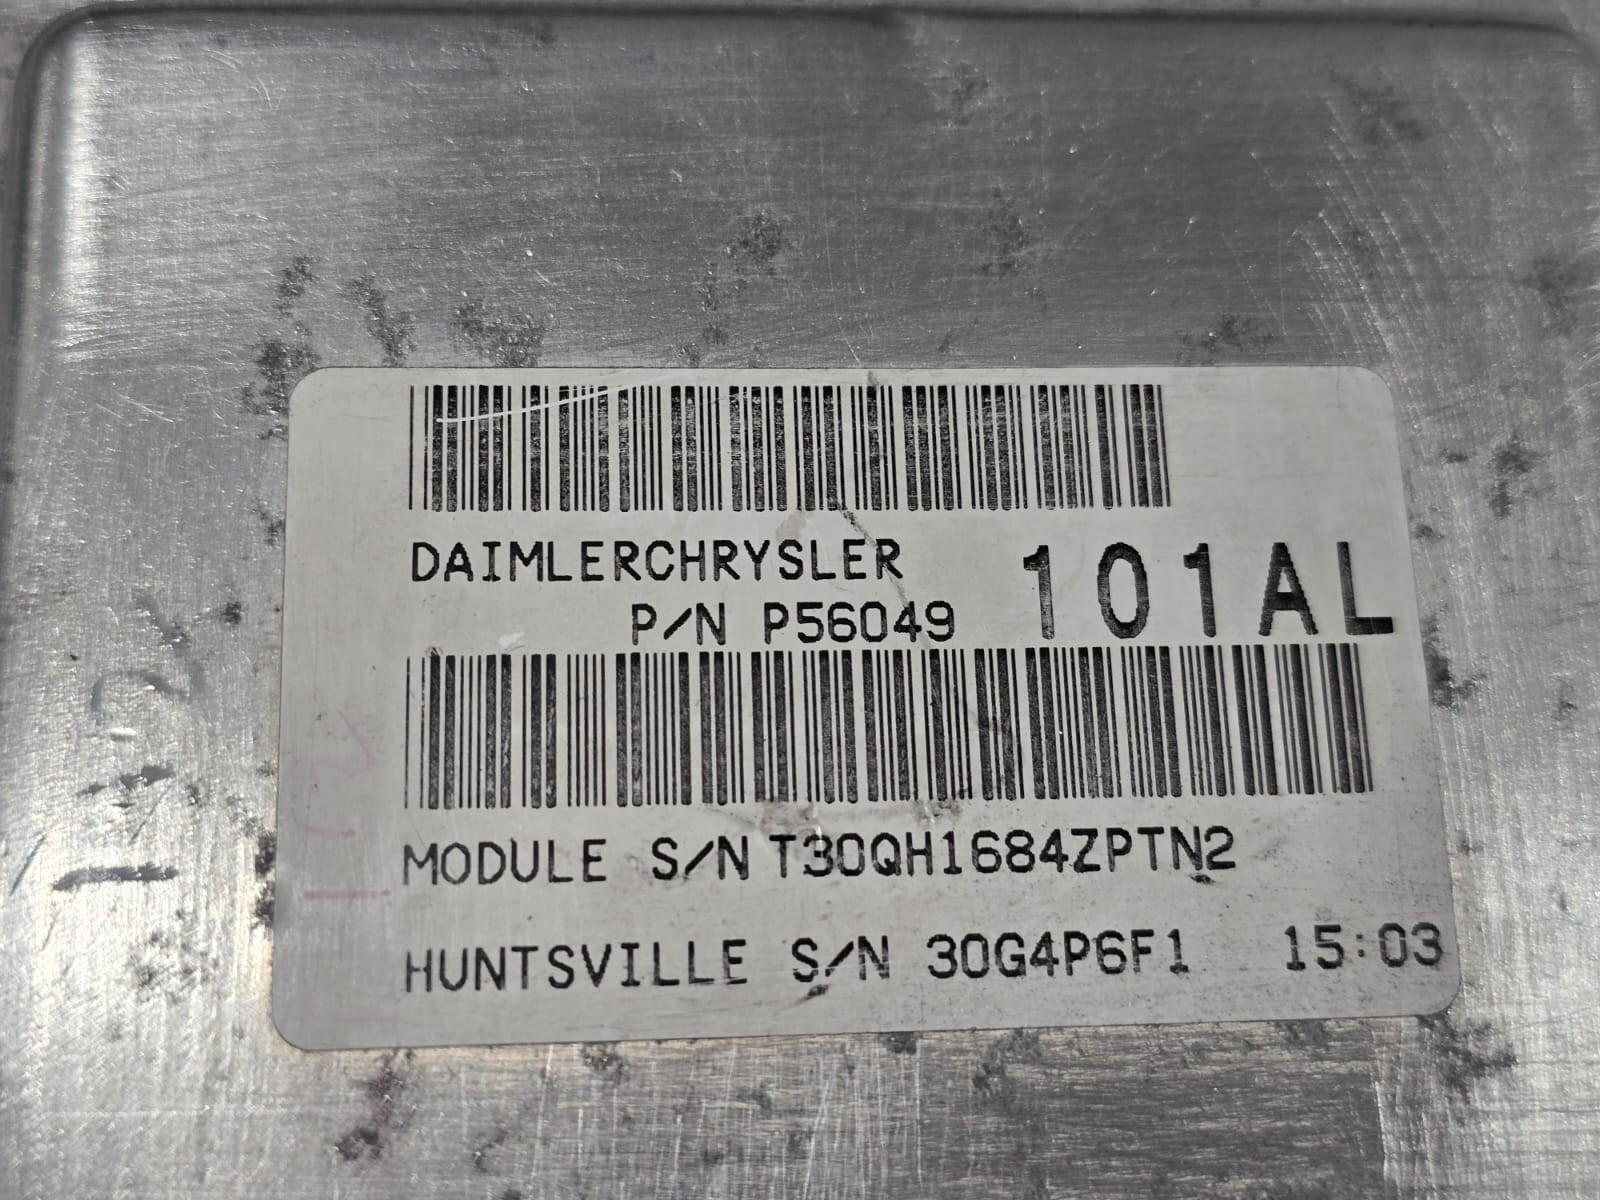 DAIMLERCHRYSLER
P/N P56049 101AL
MODULE S/N T30QH1684ZPTN2
HUNTSVILLE S/N 30G4P6F1 15:03